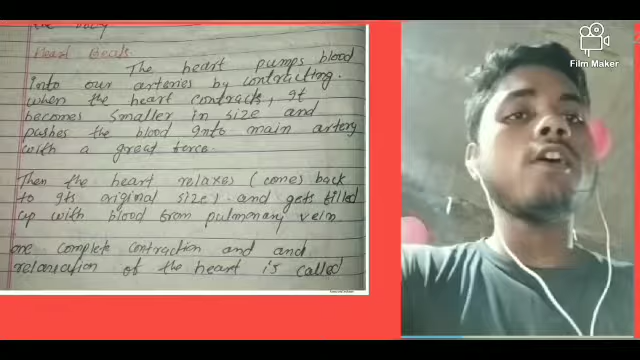 the body
Heart Beats
The heart pumps blood
into our arteries by contracting.
when the heart contracts, it
becomes smaller in size and
pushes the blood into main artery
with a great force.
Then the heart relaxes (comes back
to its original size) and gets filled
up with blood from pulmonary vein
one complete contraction and and
relaxation of the heart is called
Film Maker